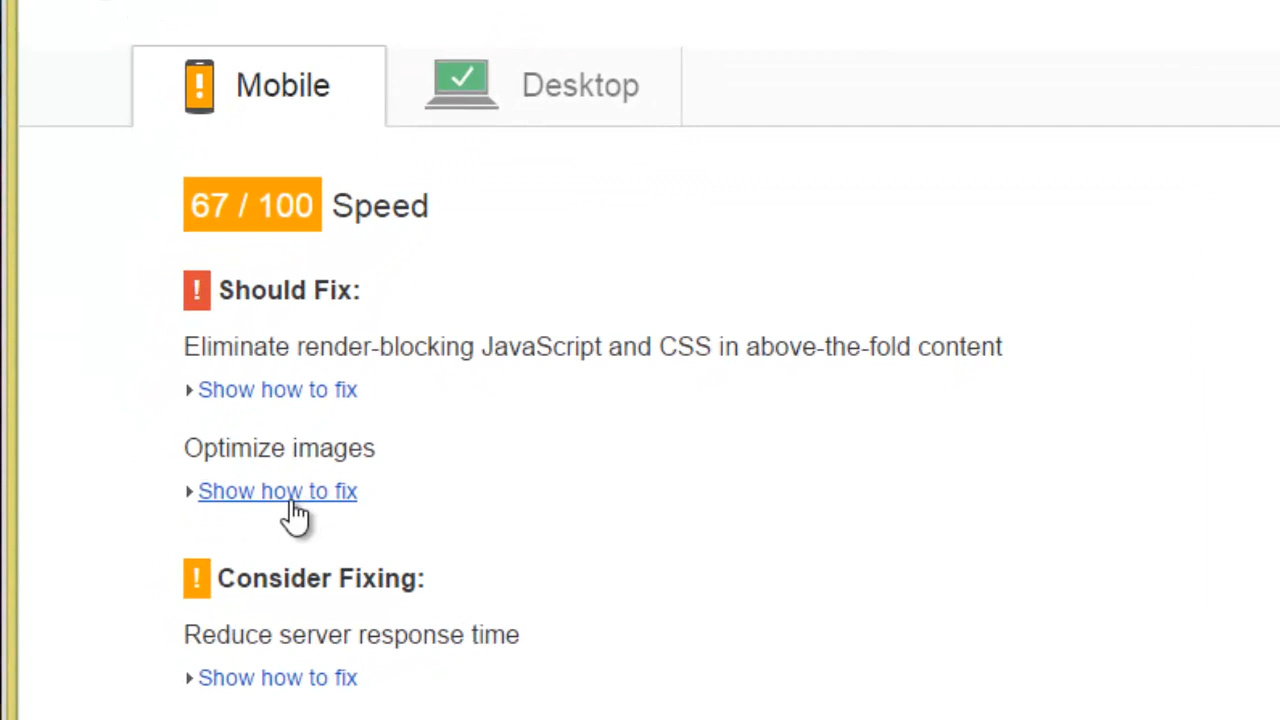 Mobile
Desktop
67 / 100 Speed
! Should Fix:
Eliminate render-blocking JavaScript and CSS in above-the-fold content
Show how to fix
Optimize images
Show how to fix
! Consider Fixing:
Reduce server response time
Show how to fix